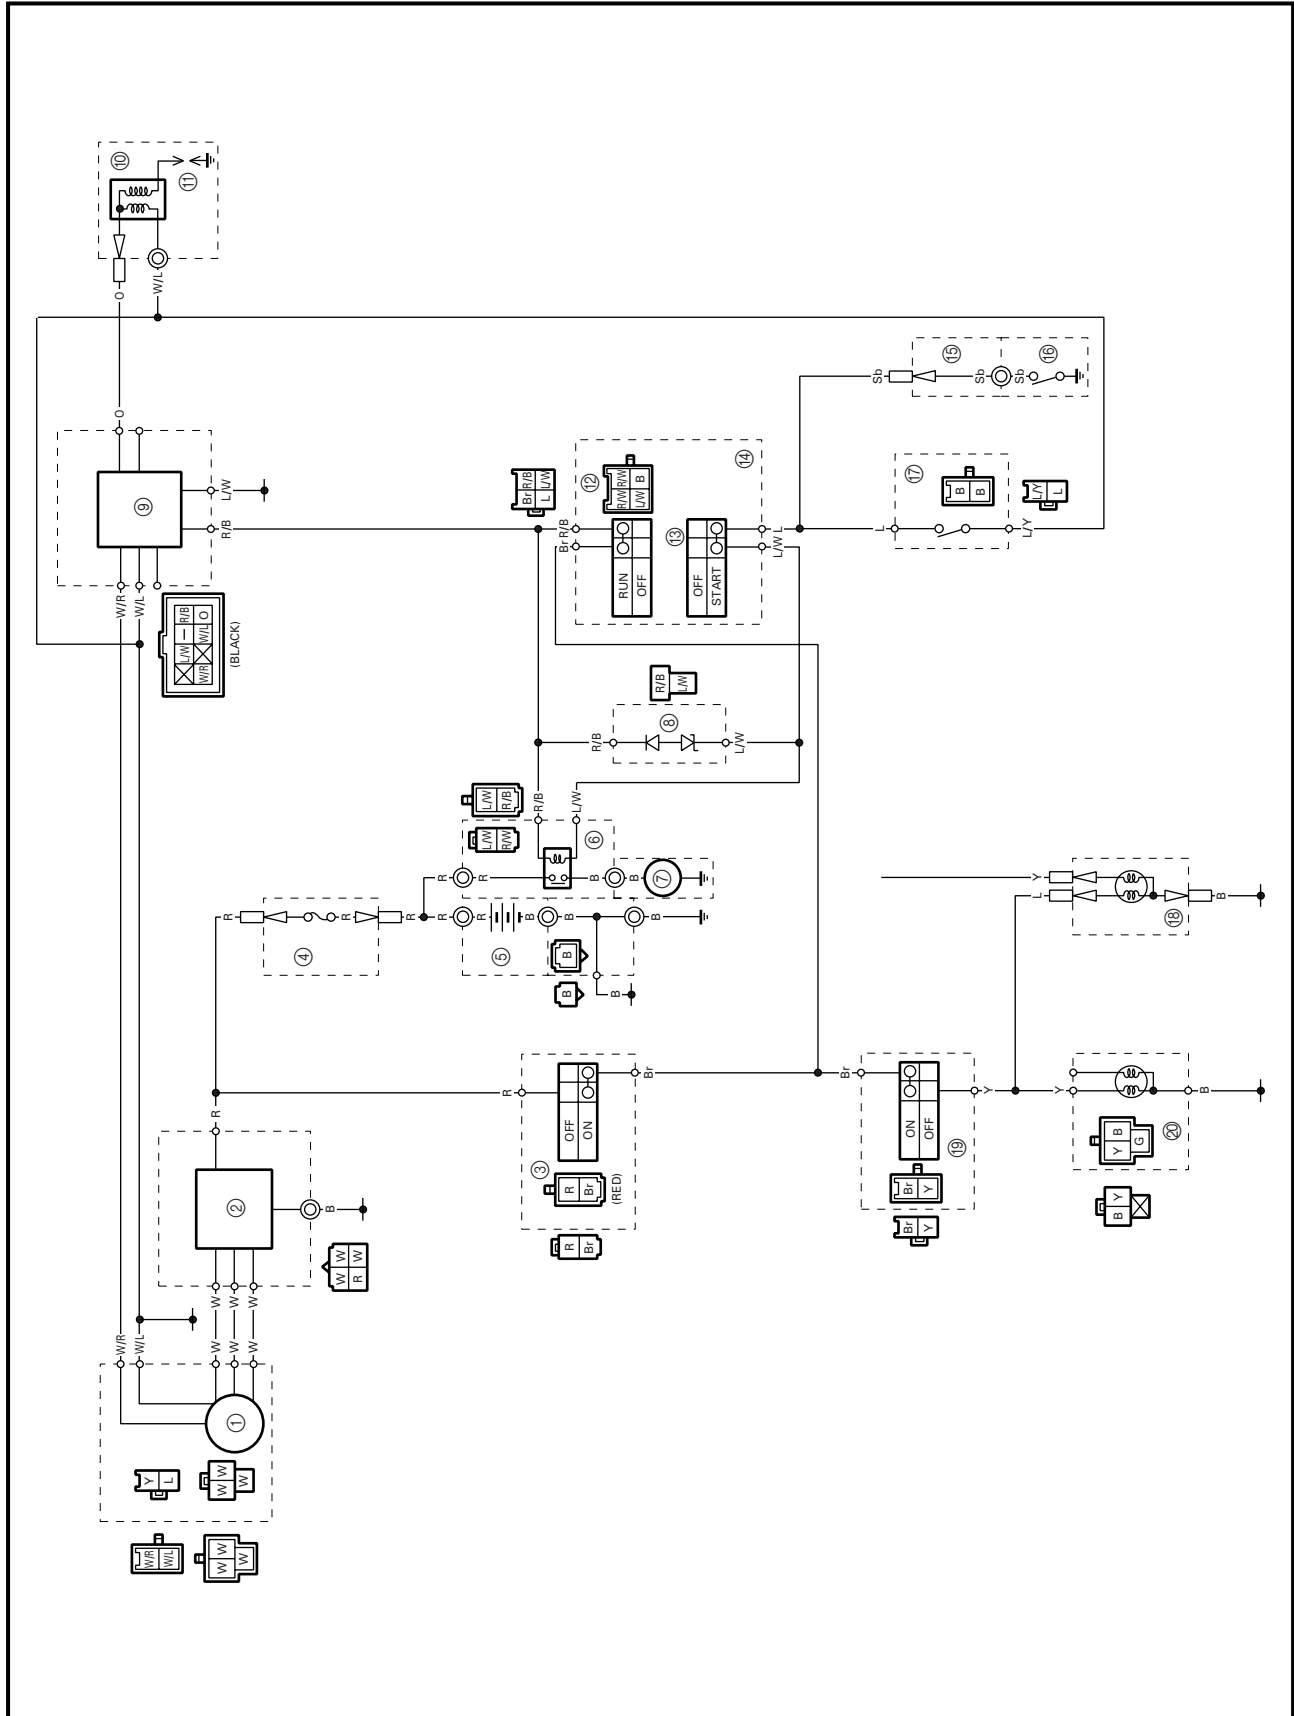 ⑩
⑪
O
W/L
O
⑨
L/W
R/B
W/R
W/L
L/W
–
R/B
W/R
W/L
O
(BLACK)
Br
R/B
L
L/W
Br
R/B
⑫
R/W
R/W
L/W
B
RUN
OFF
⑬
OFF
START
⑭
L
L/W
Sb
⑮
Sb
Sb
⑯
⑰
B
B
L
L/Y
L/Y
L
R/B
⑧
L/W
R/B
L/W
L/W
R/B
L/W
R/W
R/B
L/W
⑥
R
R
B
B
⑦
R
④
R
R
R
R
⑤
B
B
B
B
B
B
Y
L
⑱
B
R
②
B
W
W
W
R
W
W
W
W
W
W
W/R
W/L
①
Y
L
W
W
W
W/R
W/L
W
W
W
R
OFF
ON
Br
③
R
Br
(RED)
R
Br
Br
ON
OFF
Y
⑲
Br
Y
Br
Y
Y
B
Y
B
G
⑳
B
Y